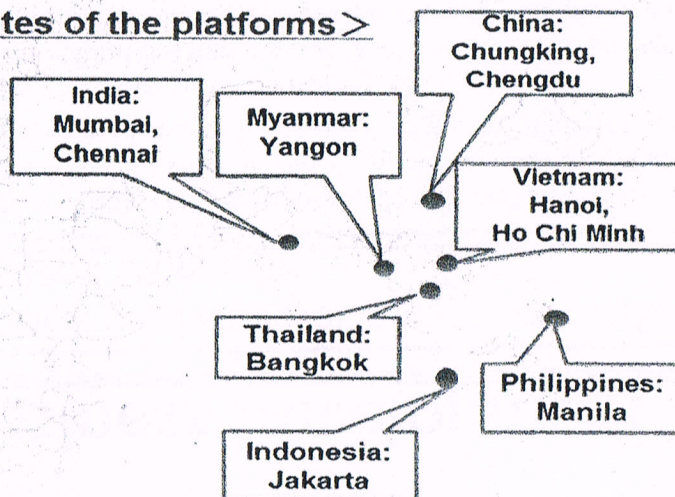 tes of the platforms＞
China:
Chungking,
Chengdu
India:
Mumbai,
Chennai
Myanmar:
Yangon
Vietnam:
Hanoi,
Ho Chi Minh
Thailand:
Bangkok
Philippines:
Manila
Indonesia:
Jakarta